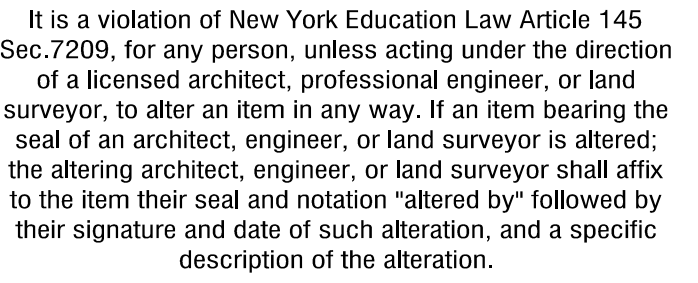 It is a violation of New York Education Law Article 145
Sec.7209, for any person, unless acting under the direction
of a licensed architect, professional engineer, or land
surveyor, to alter an item in any way. If an item bearing the
seal of an architect, engineer, or land surveyor is altered;
the altering architect, engineer, or land surveyor shall affix
to the item their seal and notation "altered by" followed by
their signature and date of such alteration, and a specific
description of the alteration.